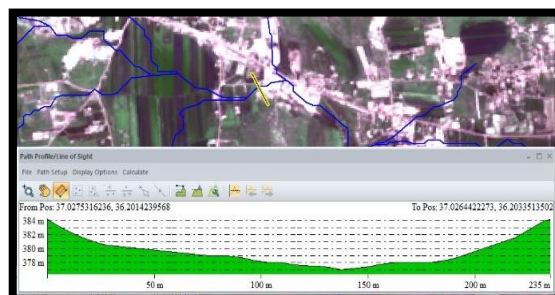 Path Profile/Line of Sight
File Path Setup Display Options Calculate
From Pos: 37.0275316236, 36.2014239568 To Pos: 37.0264422273, 36.2033513502
384 m
382 m
380 m
378 m
50 m 100 m 150 m 200 m 235 m